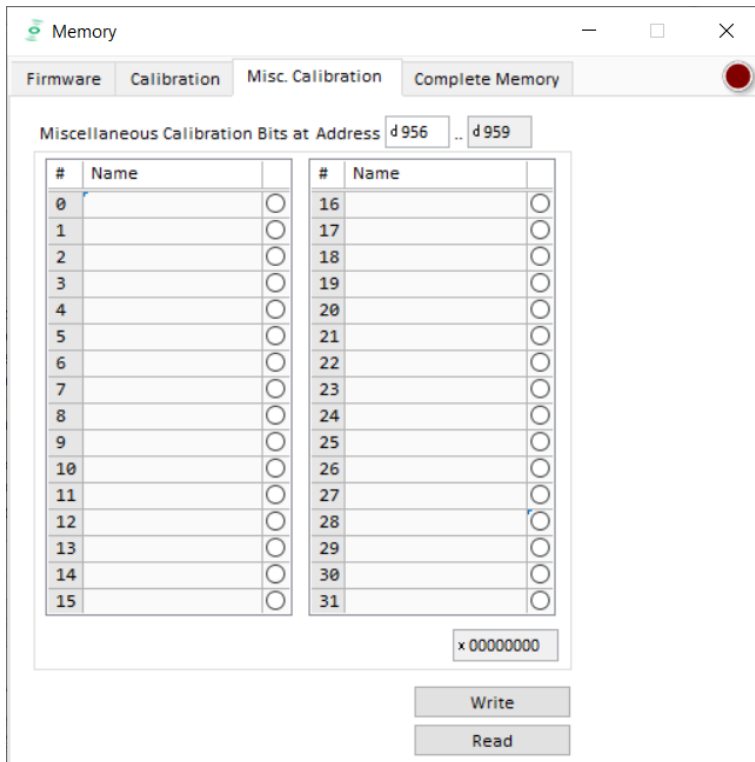 Memory
Firmware Calibration Misc. Calibration Complete Memory
Miscellaneous Calibration Bits at Address d 956 .. d 959
# Name # Name
0 16
1 17
2 18
3 19
4 20
5 21
6 22
7 23
8 24
9 25
10 26
11 27
12 28
13 29
14 30
15 31
x 00000000
Write
Read